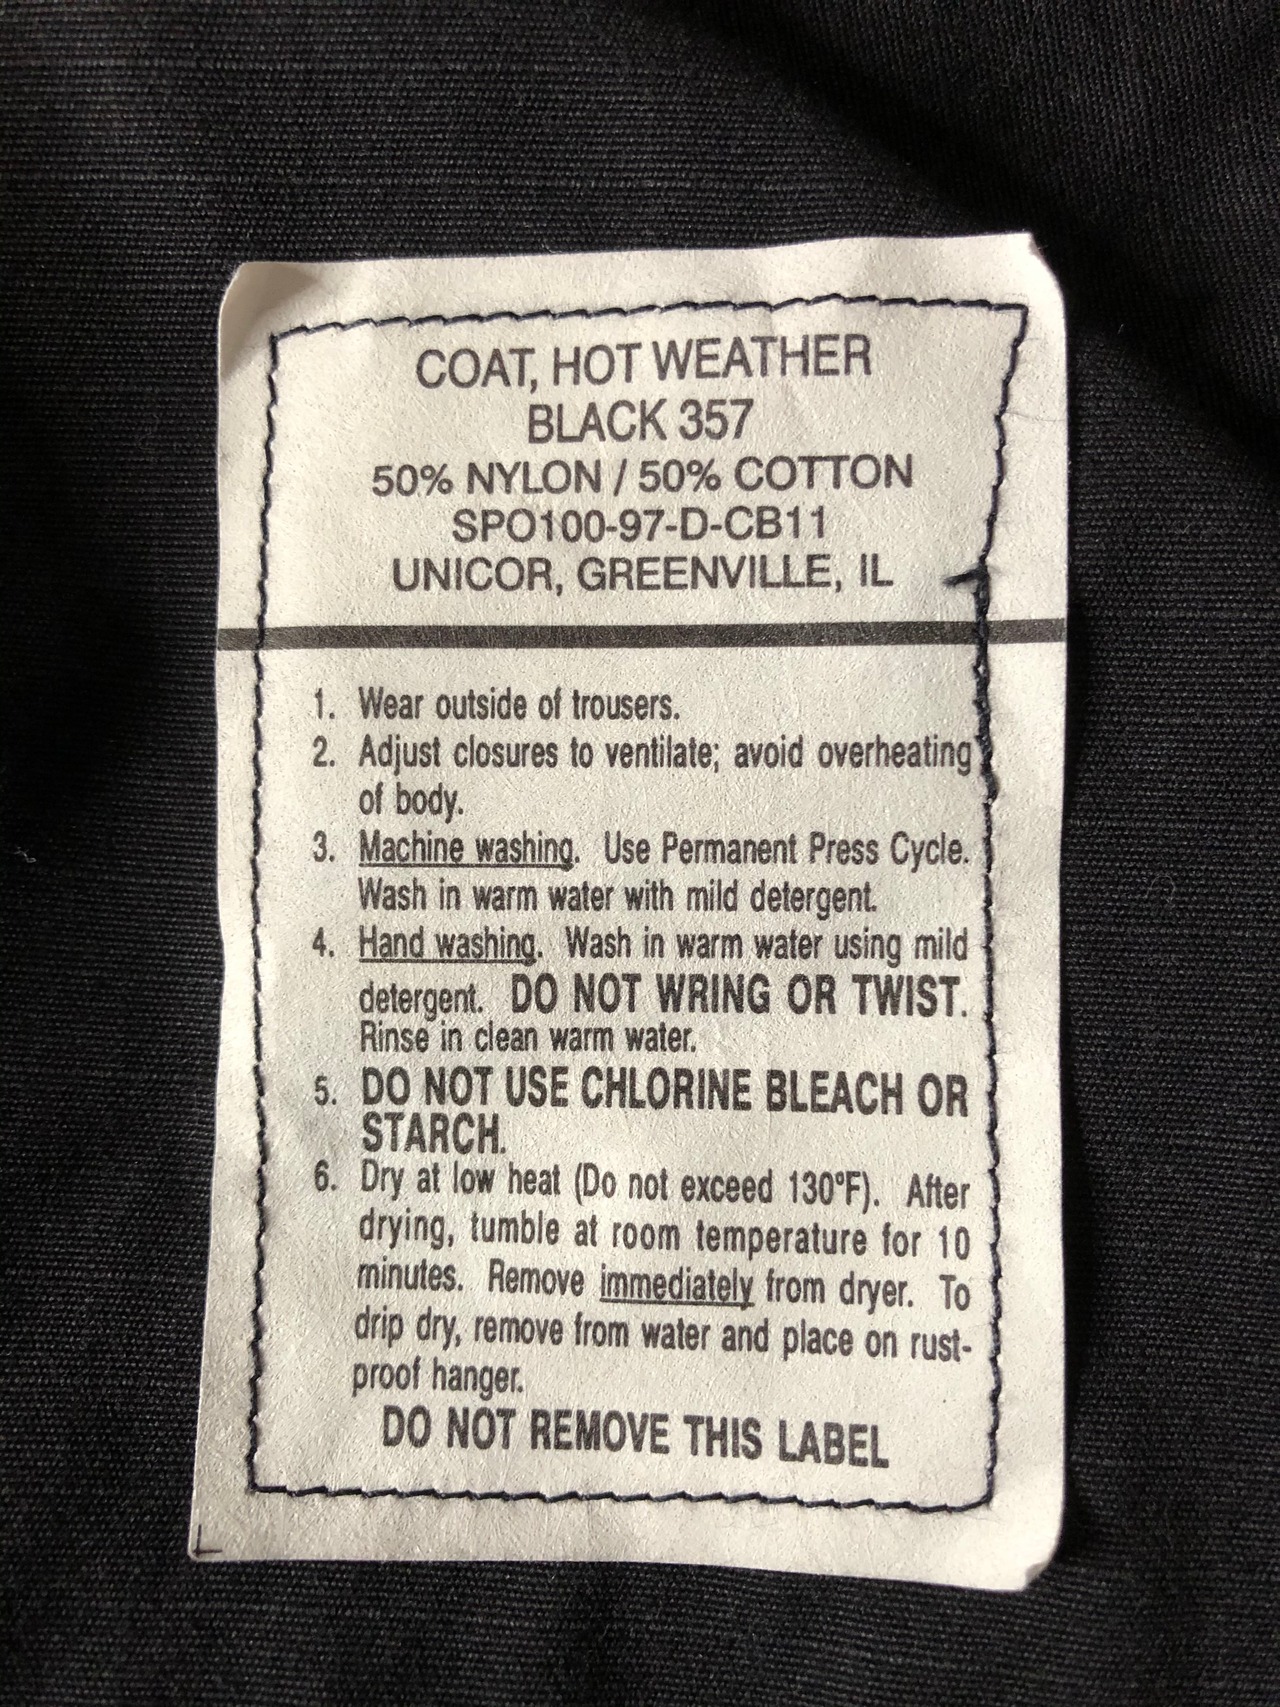 COAT, HOT WEATHER
BLACK 357
50% NYLON / 50% COTTON
SPO100-97-D-CB11
UNICOR, GREENVILLE, IL
1. Wear outside of trousers.
2. Adjust closures to ventilate; avoid overheating
of body.
3. Machine washing. Use Permanent Press Cycle.
Wash in warm water with mild detergent.
4. Hand washing. Wash in warm water using mild
detergent. DO NOT WRING OR TWIST.
Rinse in clean warm water.
5. DO NOT USE CHLORINE BLEACH OR
STARCH.
6. Dry at low heat (Do not exceed 130ºF). After
drying, tumble at room temperature for 10
minutes. Remove immediately from dryer. To
drip dry, remove from water and place on rust-
proof hanger.
DO NOT REMOVE THIS LABEL